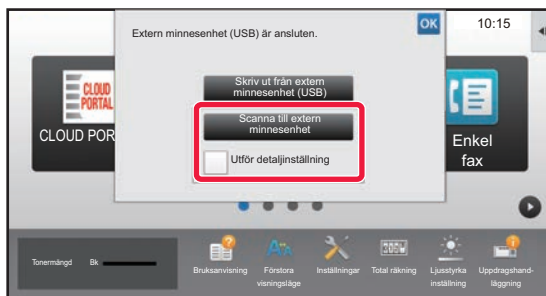 Extern minnesenhet (USB) är ansluten.
OK
10:15
Skriv ut från extern
minnesenhet (USB)
Scanna till extern
minnesenhet
Utför detaljinställning
CLOUD
PORTAL
CLOUD POR
Enkel
fax
Tonermängd
Bk
Bruksanvisning
Förstora
visningsläge
Inställningar
Total räkning
Ljusstyrka
inställning
Uppdragshand-
läggning